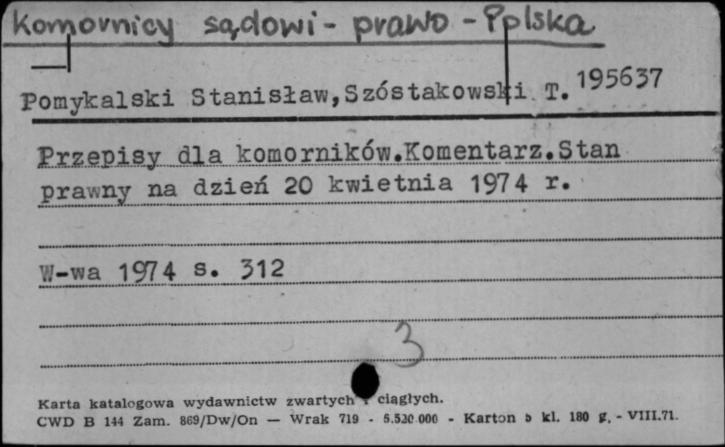 Komornicy sądowi - prawo - Polska
Pomykalski Stanisław,Szóstakowski T. 195637
Przepisy dla komorników.Komentarz.Stan
prawny na dzień 20 kwietnia 1974 r.
W-wa 1974 s. 312
3
Karta katalogowa wydawnictw zwartych i ciągłych.
CWD B 144 Zam. 869/Dw/On — Wrak 719 - 5.520.000 - Karton b kl. 180 g. - VIII.71.